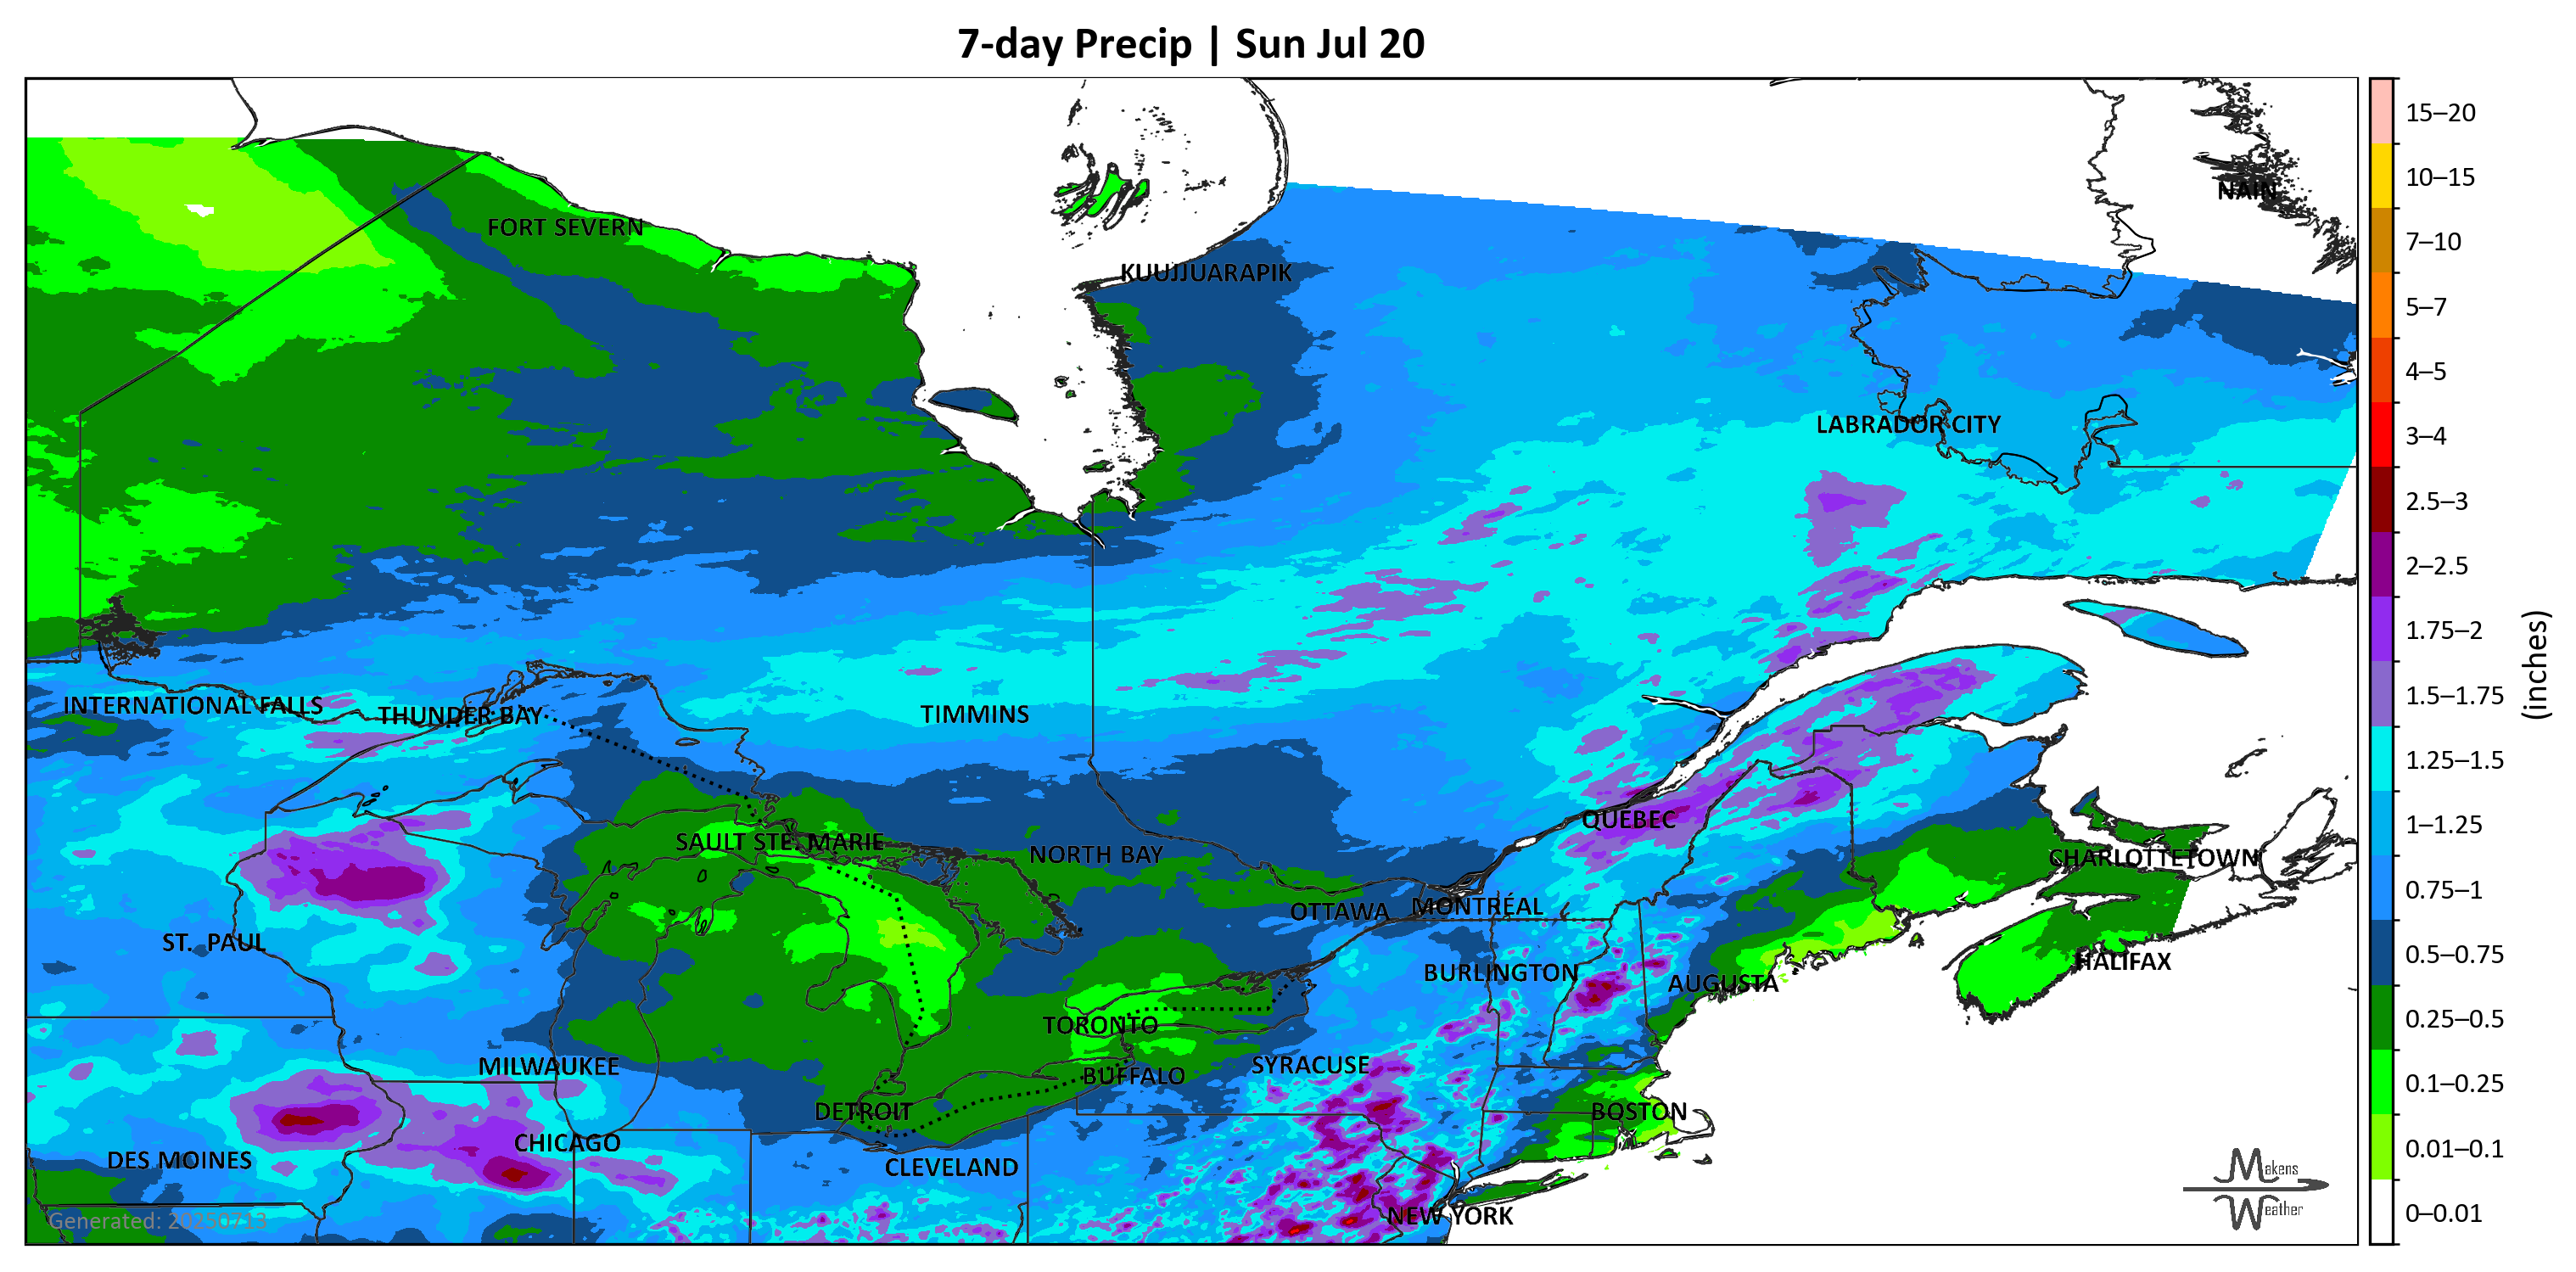 7-day Precip | Sun Jul 20
NAIN
FORT SEVERN
KUUJJUARAPIK
LABRADOR CITY
INTERNATIONAL FALLS
THUNDER BAY
TIMMINS
QUEBEC
SAULT STE. MARIE
NORTH BAY
CHARLOTTETOWN
OTTAWA
MONTRÉAL
ST. PAUL
HALIFAX
BURLINGTON
AUGUSTA
TORONTO
MILWAUKEE
SYRACUSE
BUFFALO
DETROIT
BOSTON
CHICAGO
DES MOINES
CLEVELAND
NEW YORK
Generated: 20250713
Makens
Weather
15–20
10–15
7–10
5–7
4–5
3–4
2.5–3
2–2.5
1.75–2
1.5–1.75
1.25–1.5
1–1.25
0.75–1
0.5–0.75
0.25–0.5
0.1–0.25
0.01–0.1
0–0.01
(inches)